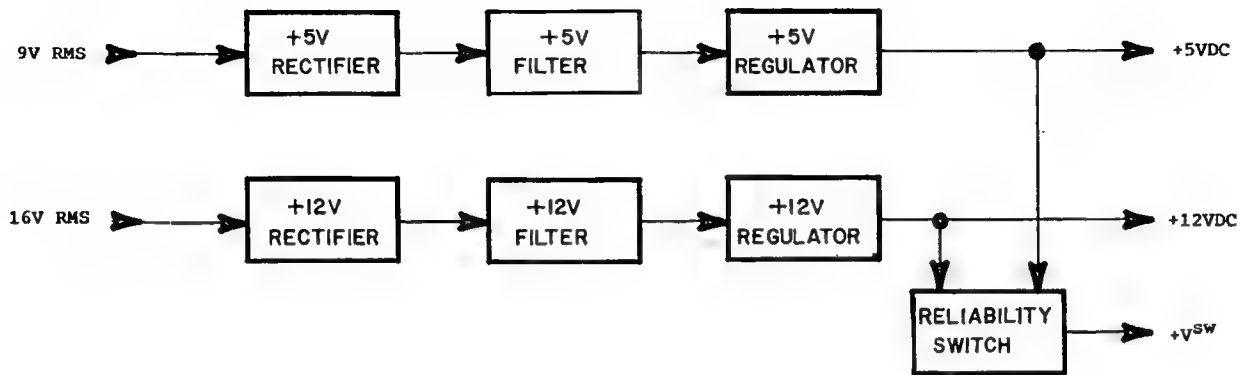 9V RMS
+5V
RECTIFIER
+5V
FILTER
+5V
REGULATOR
+5VDC
16V RMS
+12V
RECTIFIER
+12V
FILTER
+12V
REGULATOR
+12VDC
RELIABILITY
SWITCH
+Vsw